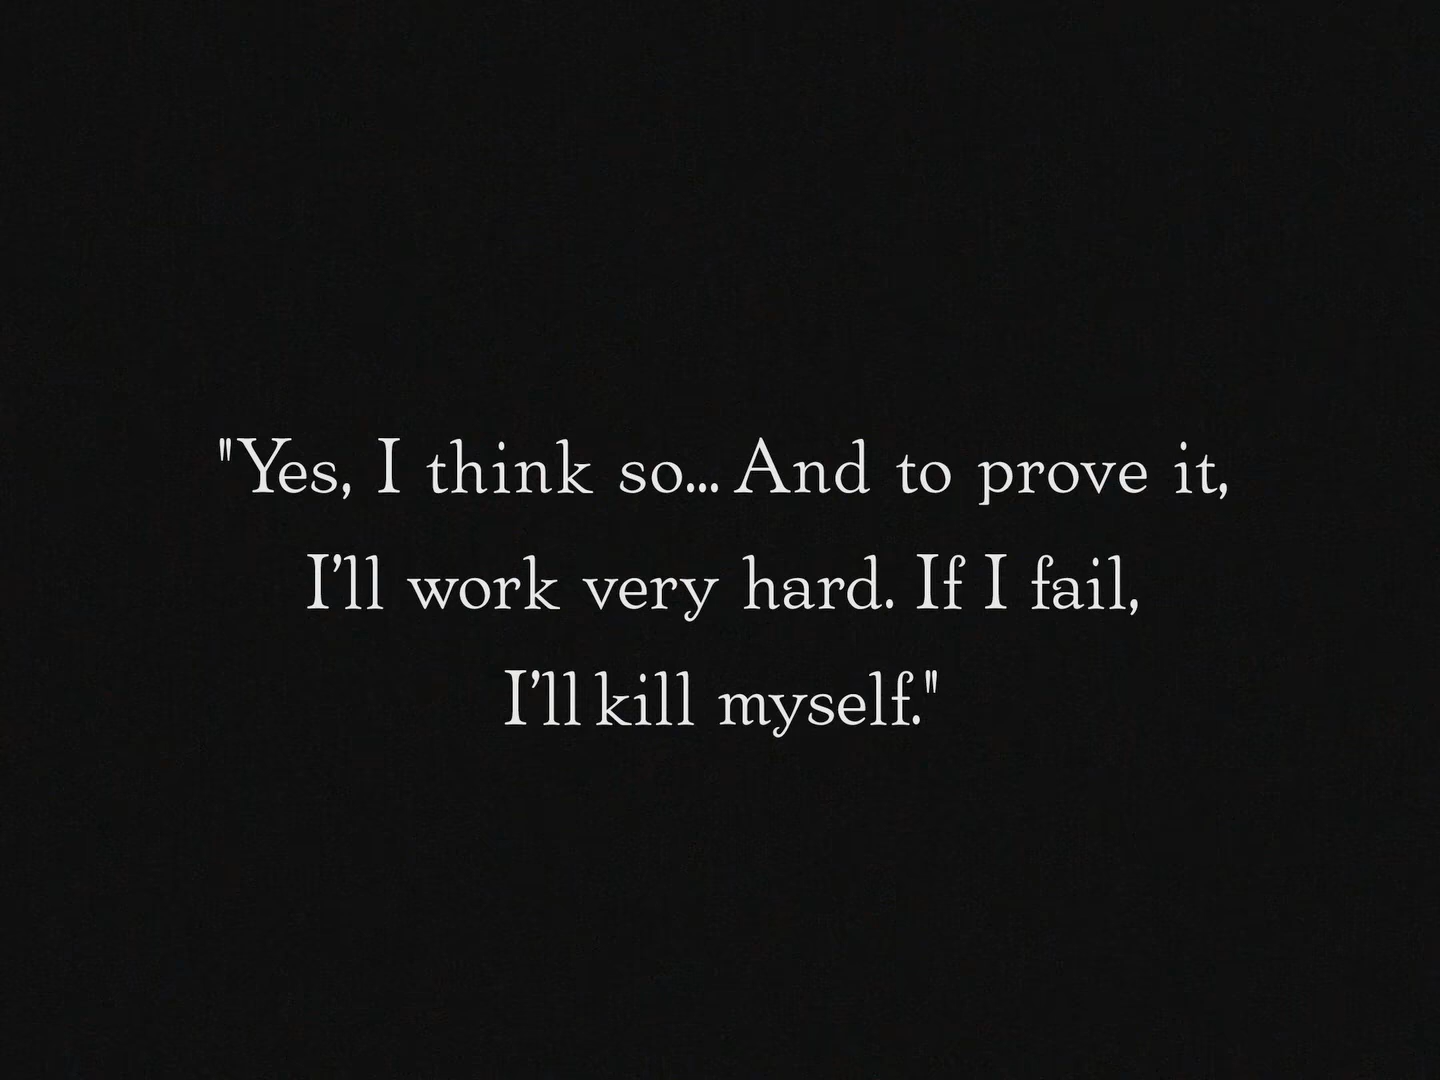 "Yes, I think so... And to prove it,
I’ll work very hard. If I fail,
I’ll kill myself."